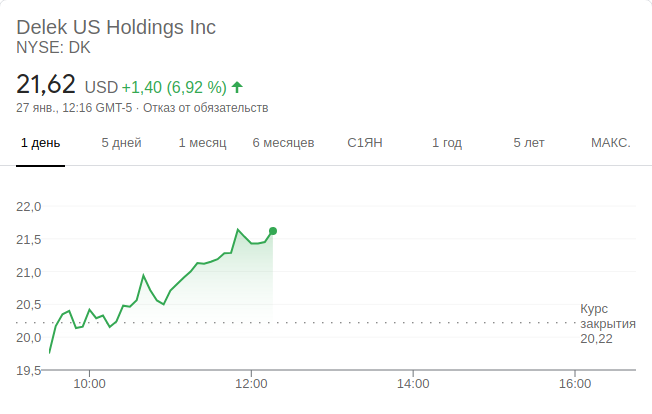 Delek US Holdings Inc
NYSE: DK
21,62 USD +1,40 (6,92 %)
27 янв., 12:16 GMT-5 · Отказ от обязательств
1 день 5 дней 1 месяц 6 месяцев С1ЯН 1 год 5 лет МАКС.
22,0
21,5
21,0
20,5
20,0
19,5
Курс
закрытия
20,22
10:00 12:00 14:00 16:00